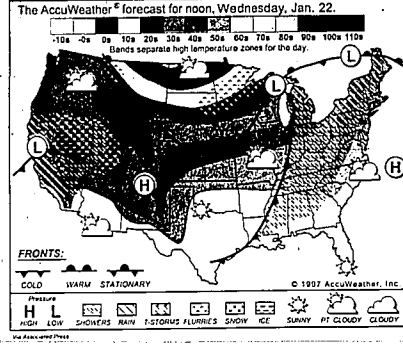 The AccuWeather® forecast for noon, Wednesday, Jan. 22.
-10s -0s 0s 10s 20s 30s 40s 50s 60s 70s 80s 90s 100s 110s
Bands separate high temperature zones for the day.
L
L
L
H
H
FRONTS:
COLD WARM STATIONARY
© 1997 AccuWeather, Inc.
Pressure
H L
HIGH LOW SHOWERS RAIN T-STORMS FLURRIES SNOW ICE SUNNY PT. CLOUDY CLOUDY
Via Associated Press